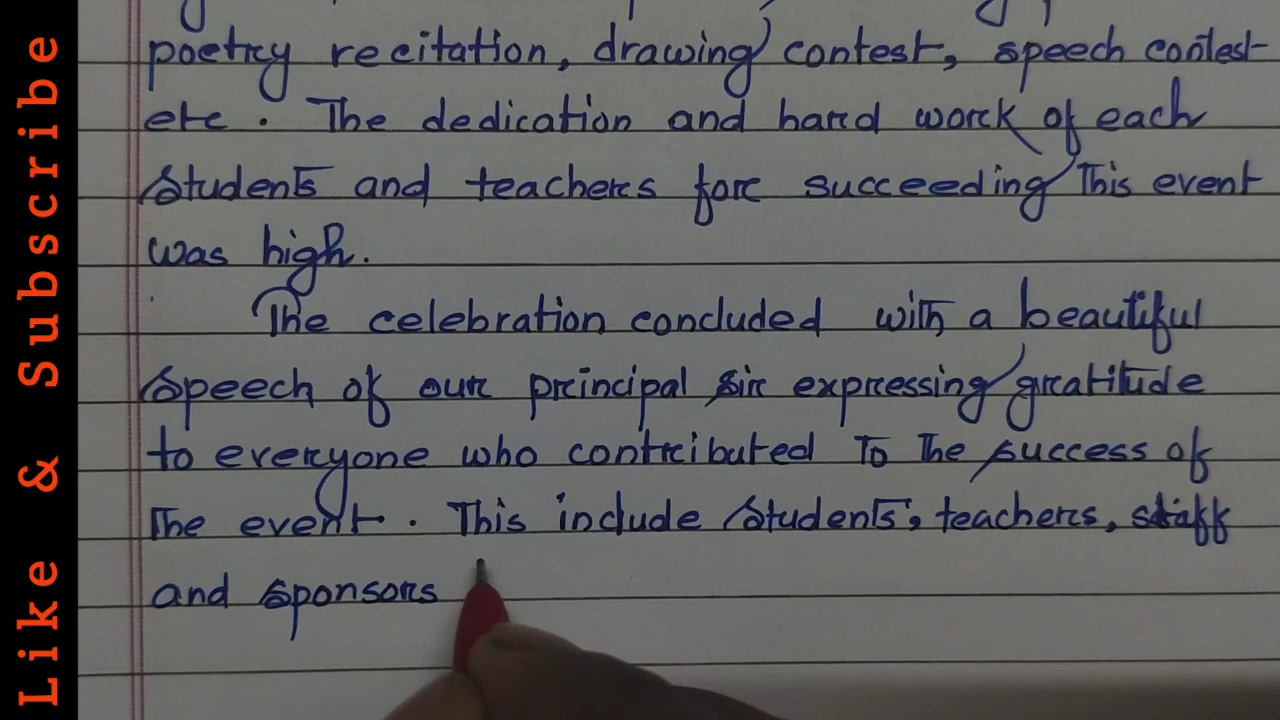 Like & Subscribe
poetry recitation, drawing contest, speech contest
etc. The dedication and hard work of each
students and teachers for succeeding This event
was high.
The celebration concluded with a beautiful
speech of our principal sir expressing gratitude
to everyone who contributed To The success of
The event. This include students, teachers, staff
and sponsors